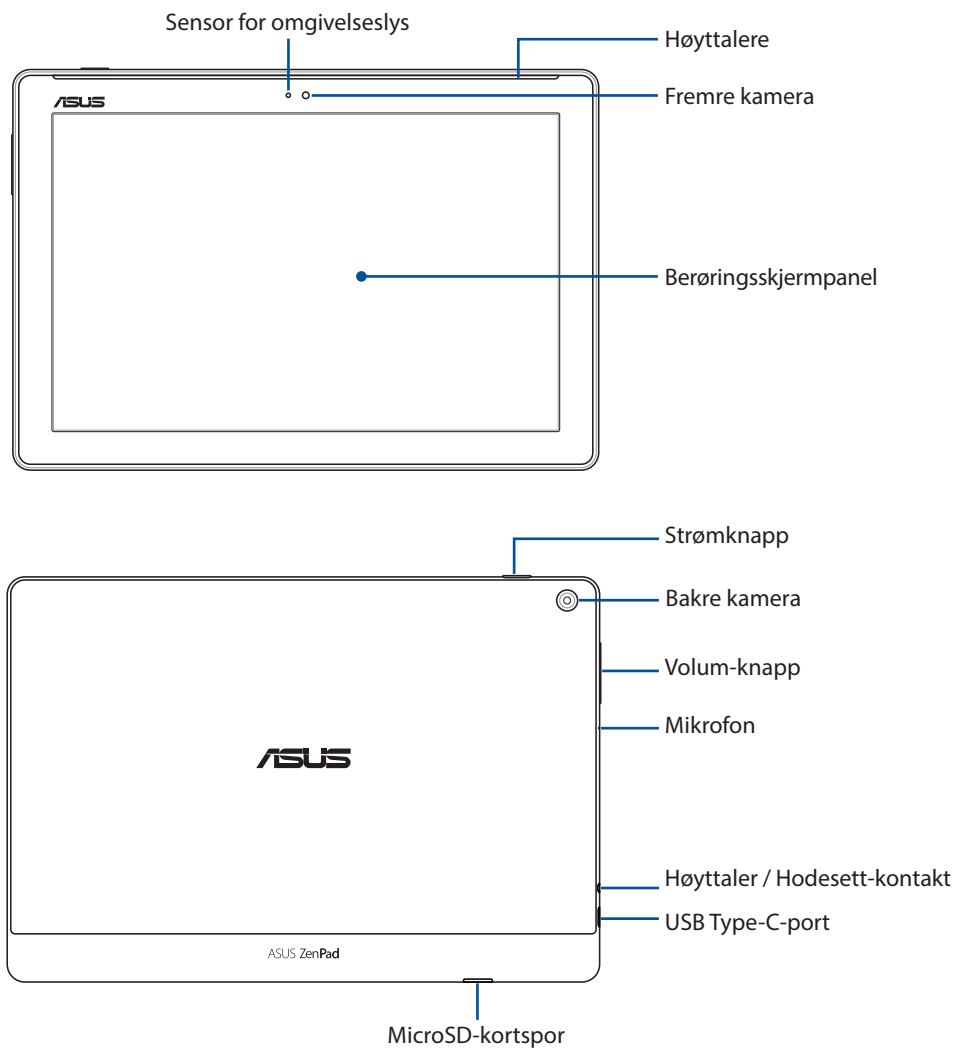 Sensor for omgivelseslys
Høyttalere
Fremre kamera
ASUS
Berøringsskjermpanel
Strømknapp
Bakre kamera
Volum-knapp
Mikrofon
ASUS
Høyttaler / Hodesett-kontakt
USB Type-C-port
ASUS ZenPad
MicroSD-kortspor